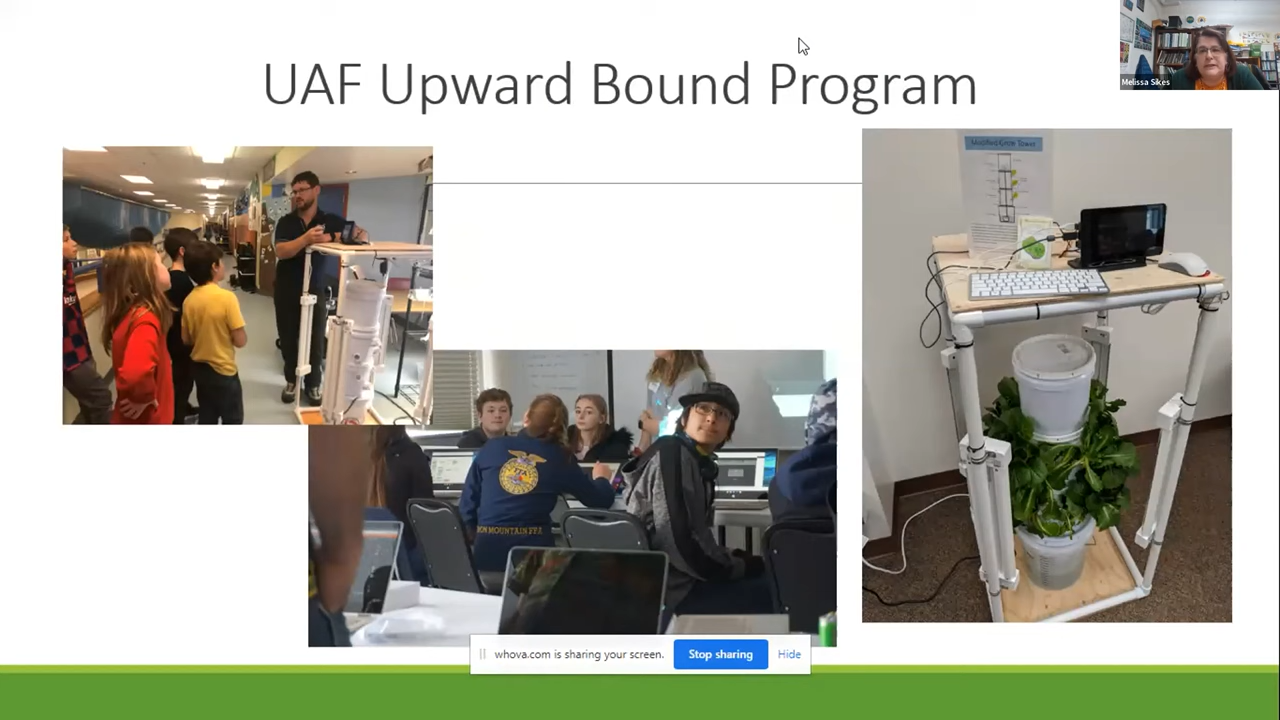 UAF Upward Bound Program
Melissa Sikes
Modified Grow Tower
whova.com is sharing your screen.
Stop sharing
Hide